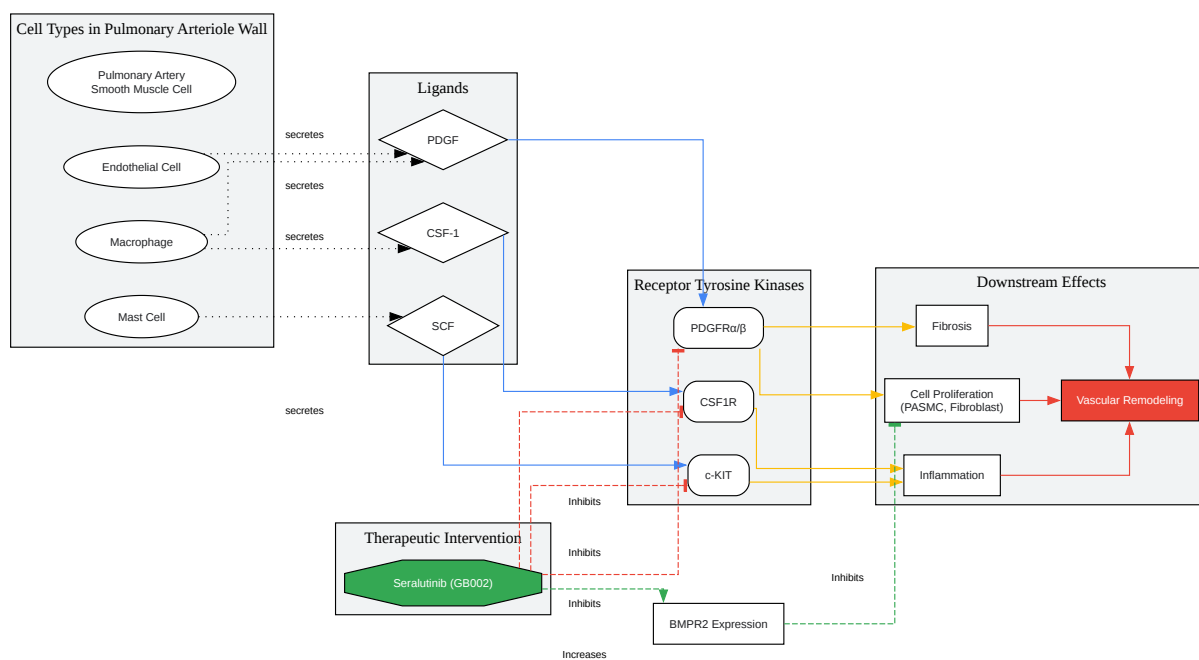 Cell Types in Pulmonary Arteriole Wall
Pulmonary Artery
Smooth Muscle Cell
Endothelial Cell
Macrophage
Mast Cell
secretes
secretes
secretes
secretes
Ligands
PDGF
CSF-1
SCF
Receptor Tyrosine Kinases
PDGFRα/β
CSF1R
c-KIT
Downstream Effects
Fibrosis
Cell Proliferation
(PASMC, Fibroblast)
Inflammation
Vascular Remodeling
Therapeutic Intervention
Seralutinib (GB002)
Inhibits
Inhibits
Inhibits
Increases
BMPR2 Expression
Inhibits